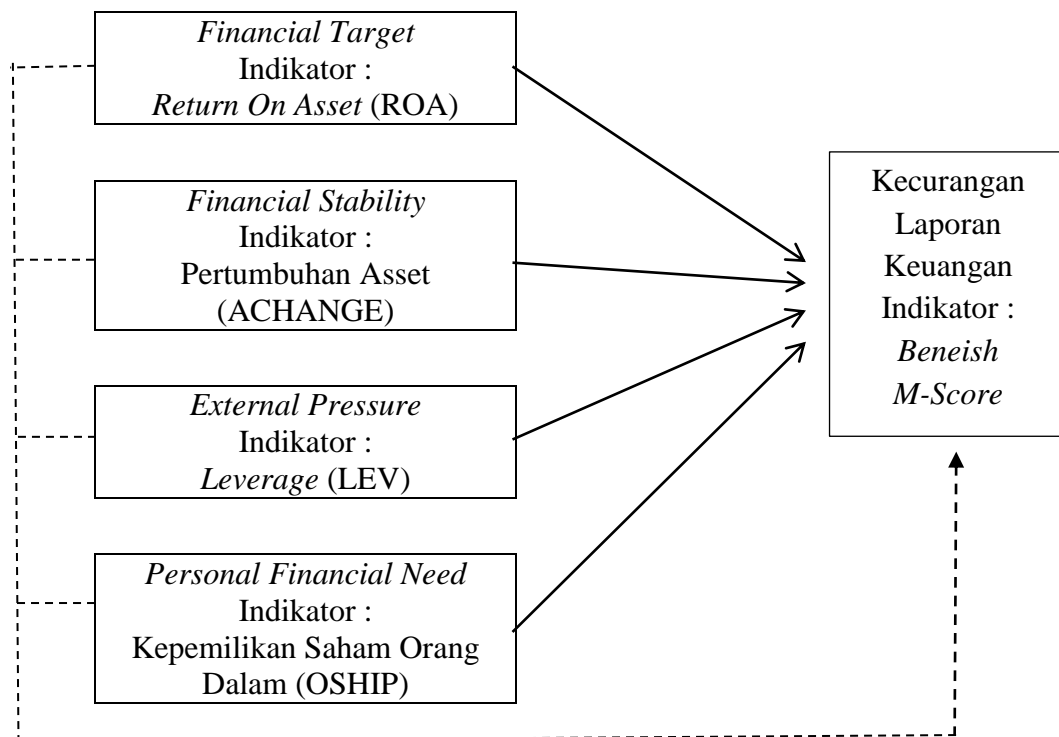 Financial Target
Indikator :
Return On Asset (ROA)
Financial Stability
Indikator :
Pertumbuhan Asset
(ACHANGE)
External Pressure
Indikator :
Leverage (LEV)
Personal Financial Need
Indikator :
Kepemilikan Saham Orang
Dalam (OSHIP)
Kecurangan
Laporan
Keuangan
Indikator :
Beneish
M-Score